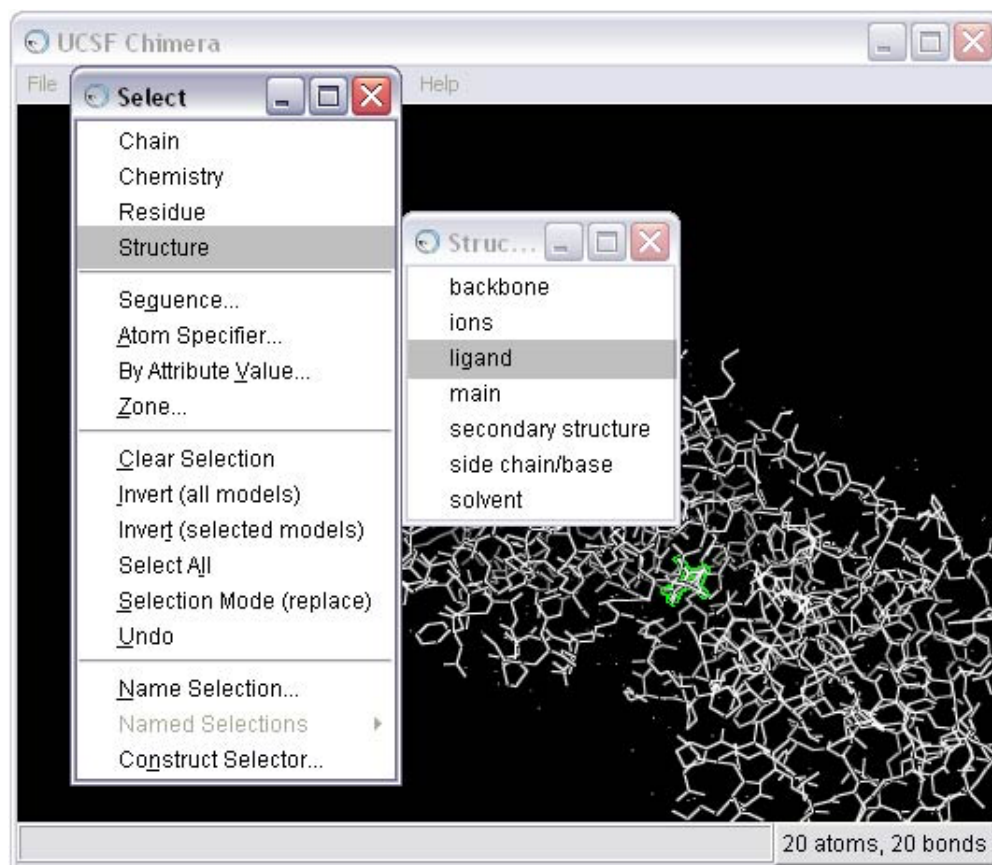 UCSF Chimera
File Help
Select
Chain
Chemistry
Residue
Structure
Sequence...
Atom Specifier...
By Attribute Value...
Zone...
Clear Selection
Invert (all models)
Invert (selected models)
Select All
Selection Mode (replace)
Undo
Name Selection...
Named Selections
Construct Selector...
Struc...
backbone
ions
ligand
main
secondary structure
side chain/base
solvent
20 atoms, 20 bonds